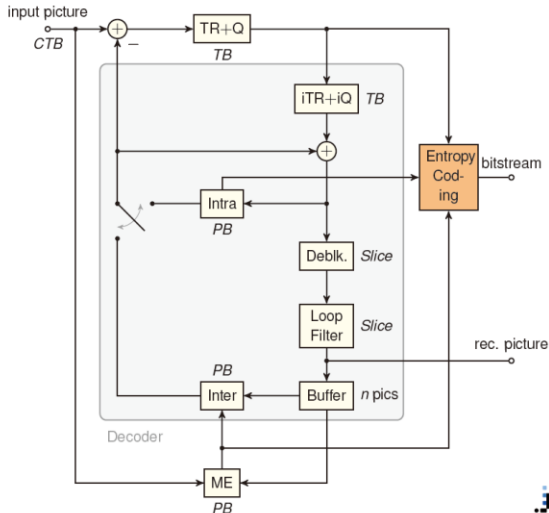 input picture
CTB
+
−
TR+Q
TB
iTR+iQ
TB
+
Entropy
Cod-
ing
bitstream
Intra
PB
Deblk.
Slice
Loop
Filter
Slice
rec. picture
PB
Inter
Buffer
n pics
Decoder
ME
PB